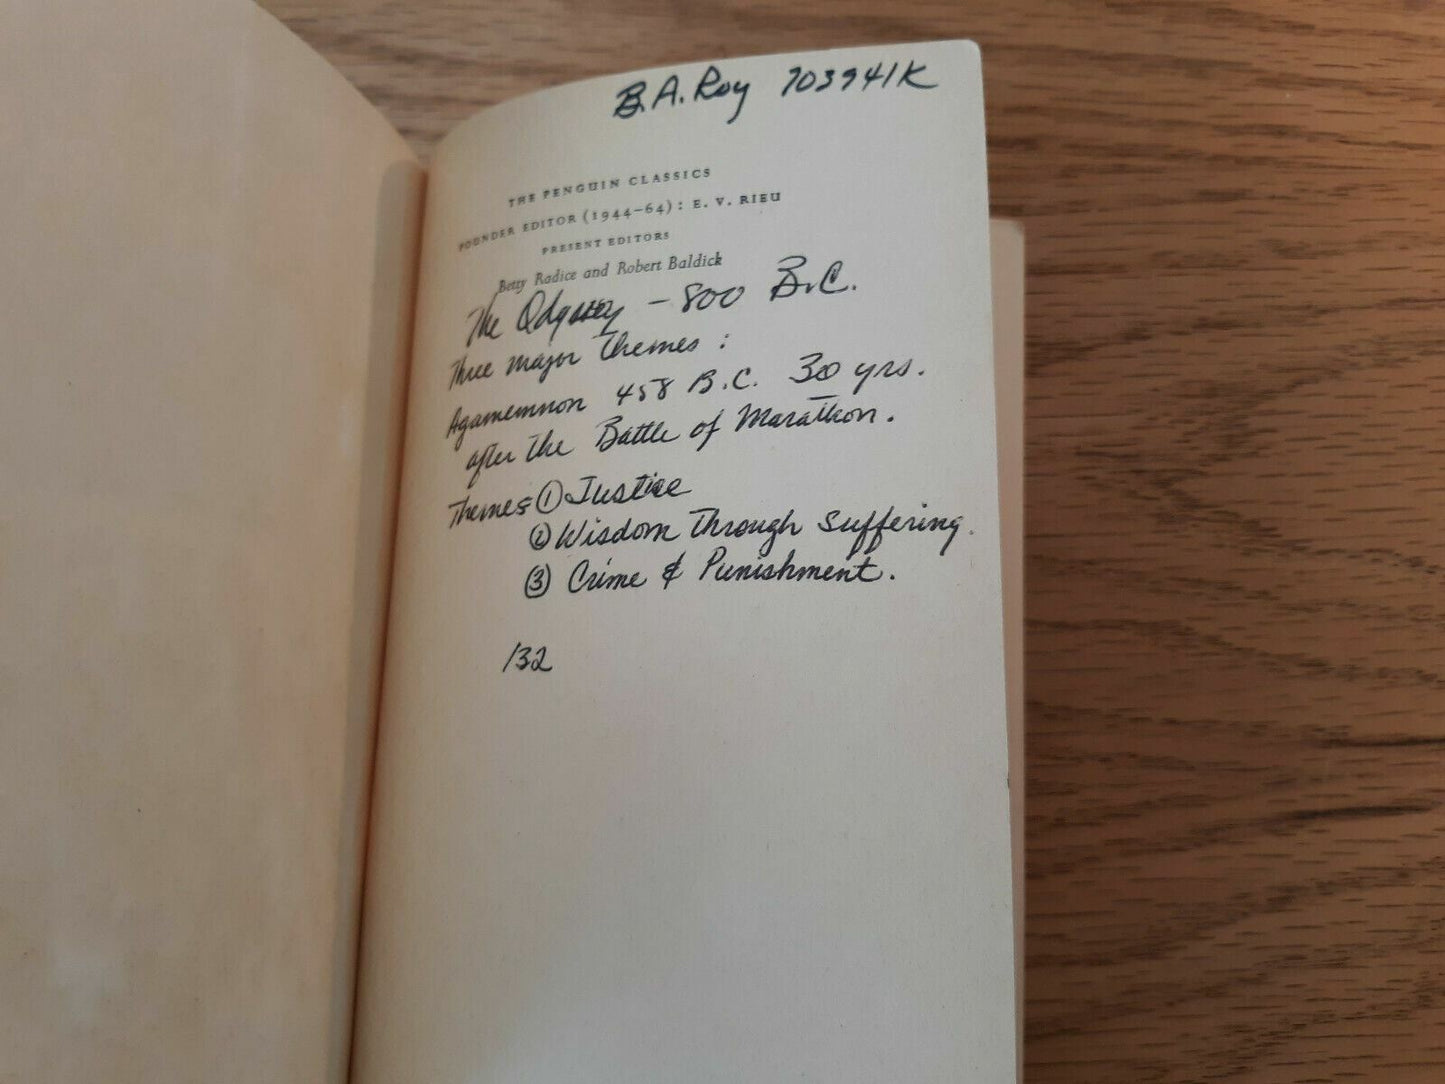 B.A. Roy 703941K
THE PENGUIN CLASSICS
FOUNDER EDITOR (1944–64): E. V. RIEU
PRESENT EDITORS
Betty Radice and Robert Baldick
The Odyssey – 800 B.C.
Three major themes :
Agamemnon 458 B.C. 30 yrs.
after the Battle of Marathon.
Themes ① Justice
② Wisdom Through Suffering.
③ Crime & Punishment.
132